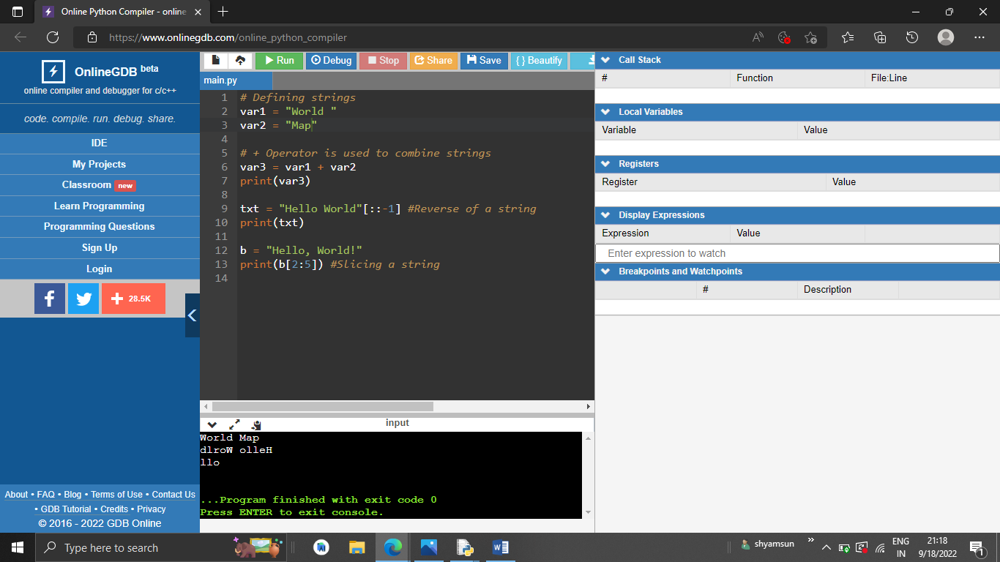 Online Python Compiler - online
https://www.onlinegdb.com/online_python_compiler
OnlineGDB beta
online compiler and debugger for c/c++
code. compile. run. debug. share.
IDE
My Projects
Classroom new
Learn Programming
Programming Questions
Sign Up
Login
f
28.5K
About • FAQ • Blog • Terms of Use • Contact Us
• GDB Tutorial • Credits • Privacy
© 2016 - 2022 GDB Online
Run Debug Stop Share Save { } Beautify
main.py
1 # Defining strings
2 var1 = "World "
3 var2 = "Map"
4
5 # + Operator is used to combine strings
6 var3 = var1 + var2
7 print(var3)
8
9 txt = "Hello World"[::-1] #Reverse of a string
10 print(txt)
11
12 b = "Hello, World!"
13 print(b[2:5]) #Slicing a string
14
input
World Map
dlroW olleH
llo
...Program finished with exit code 0
Press ENTER to exit console.
Call Stack
# Function File:Line
Local Variables
Variable Value
Registers
Register Value
Display Expressions
Expression Value
Enter expression to watch
Breakpoints and Watchpoints
# Description
Type here to search
shyamsun
ENG
IN
21:18
9/18/2022
1